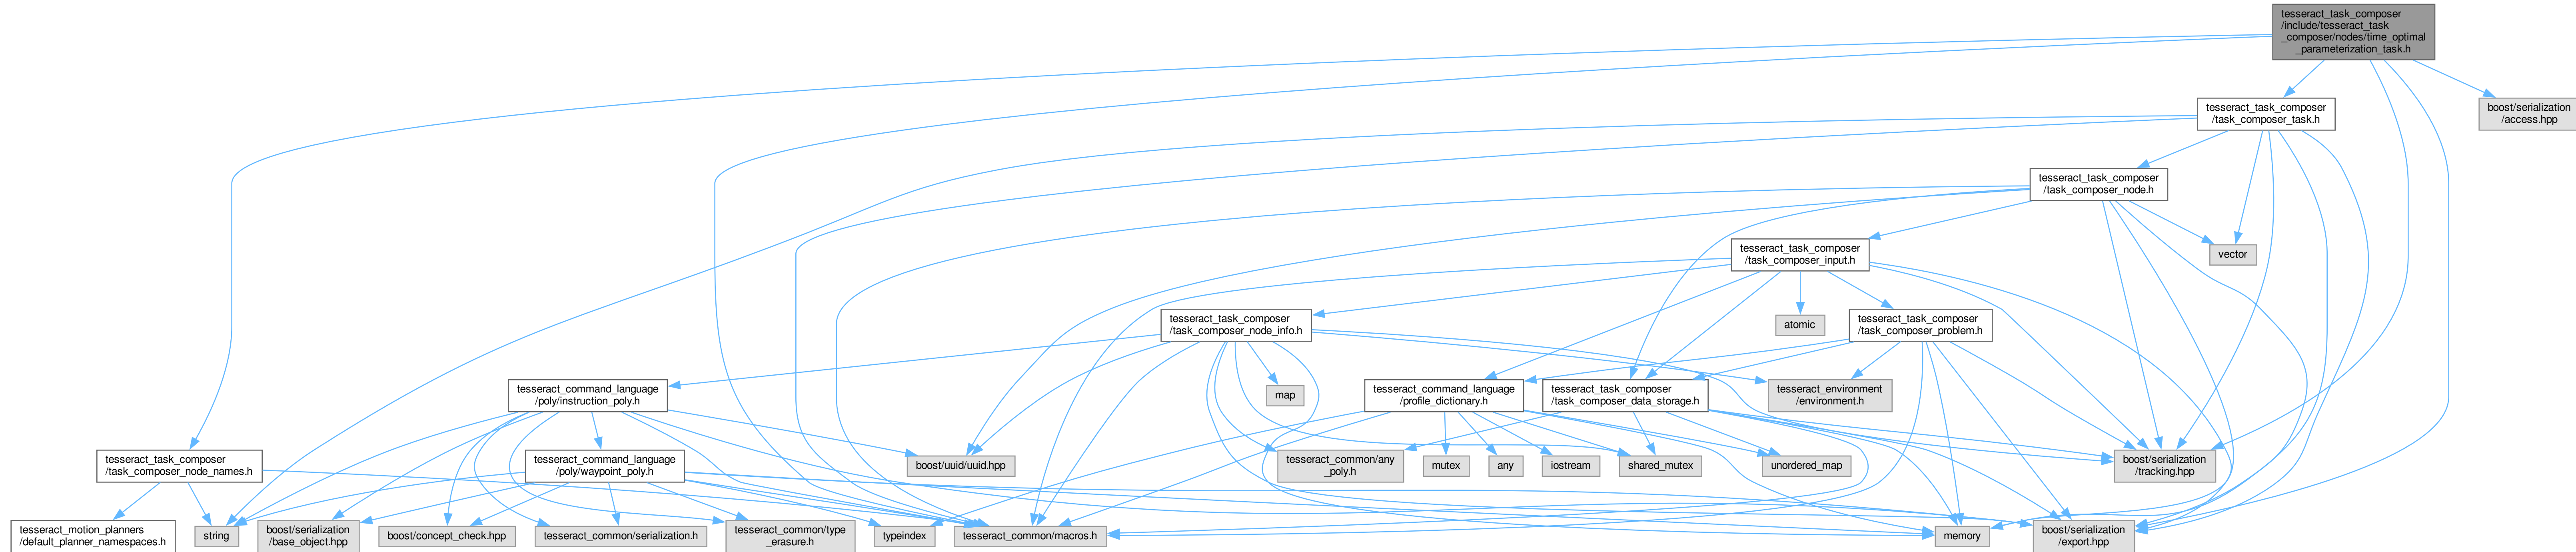 tesseract_task_composer
/include/tesseract_task
_composer/nodes/time_optimal
_parameterization_task.h
tesseract_task_composer
/task_composer_task.h
boost/serialization
/access.hpp
tesseract_task_composer
/task_composer_node.h
tesseract_task_composer
/task_composer_input.h
vector
tesseract_task_composer
/task_composer_node_info.h
atomic
tesseract_task_composer
/task_composer_problem.h
tesseract_command_language
/poly/instruction_poly.h
map
tesseract_command_language
/profile_dictionary.h
tesseract_task_composer
/task_composer_data_storage.h
tesseract_environment
/environment.h
tesseract_task_composer
/task_composer_node_names.h
tesseract_command_language
/poly/waypoint_poly.h
boost/uuid/uuid.hpp
tesseract_common/any
_poly.h
mutex
any
iostream
shared_mutex
unordered_map
boost/serialization
/tracking.hpp
tesseract_motion_planners
/default_planner_namespaces.h
string
boost/serialization
/base_object.hpp
boost/concept_check.hpp
tesseract_common/serialization.h
tesseract_common/type
_erasure.h
typeindex
tesseract_common/macros.h
memory
boost/serialization
/export.hpp